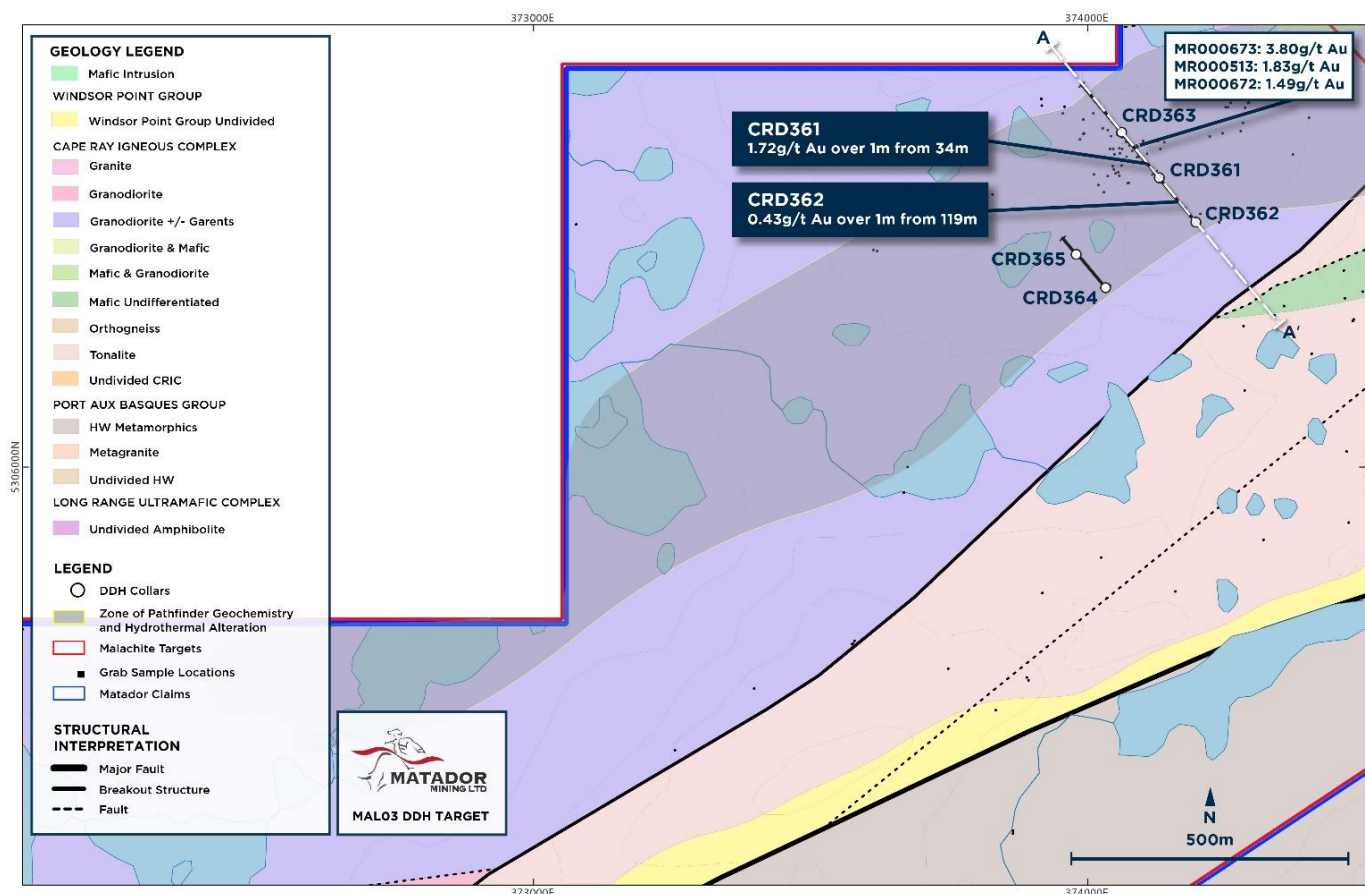 373000E
374000E
GEOLOGY LEGEND
Mafic Intrusion
WINDSOR POINT GROUP
Windsor Point Group Undivided
CAPE RAY IGNEOUS COMPLEX
Granite
Granodiorite
Granodiorite +/- Garents
Granodiorite & Mafic
Mafic & Granodiorite
Mafic Undifferentiated
Orthogneiss
Tonalite
Undivided CRIC
PORT AUX BASQUES GROUP
HW Metamorphics
Metagranite
Undivided HW
LONG RANGE ULTRAMAFIC COMPLEX
Undivided Amphibolite
LEGEND
DDH Collars
Zone of Pathfinder Geochemistry
and Hydrothermal Alteration
Malachite Targets
Grab Sample Locations
Matador Claims
STRUCTURAL
INTERPRETATION
Major Fault
Breakout Structure
Fault
MATADOR
MINING LTD
MAL03 DDH TARGET
A
MR000673: 3.80g/t Au
MR000513: 1.83g/t Au
MR000672: 1.49g/t Au
CRD361
1.72g/t Au over 1m from 34m
CRD362
0.43g/t Au over 1m from 119m
CRD363
CRD361
CRD362
CRD365
CRD364
A'
5306000N
N
500m
373000E
374000E